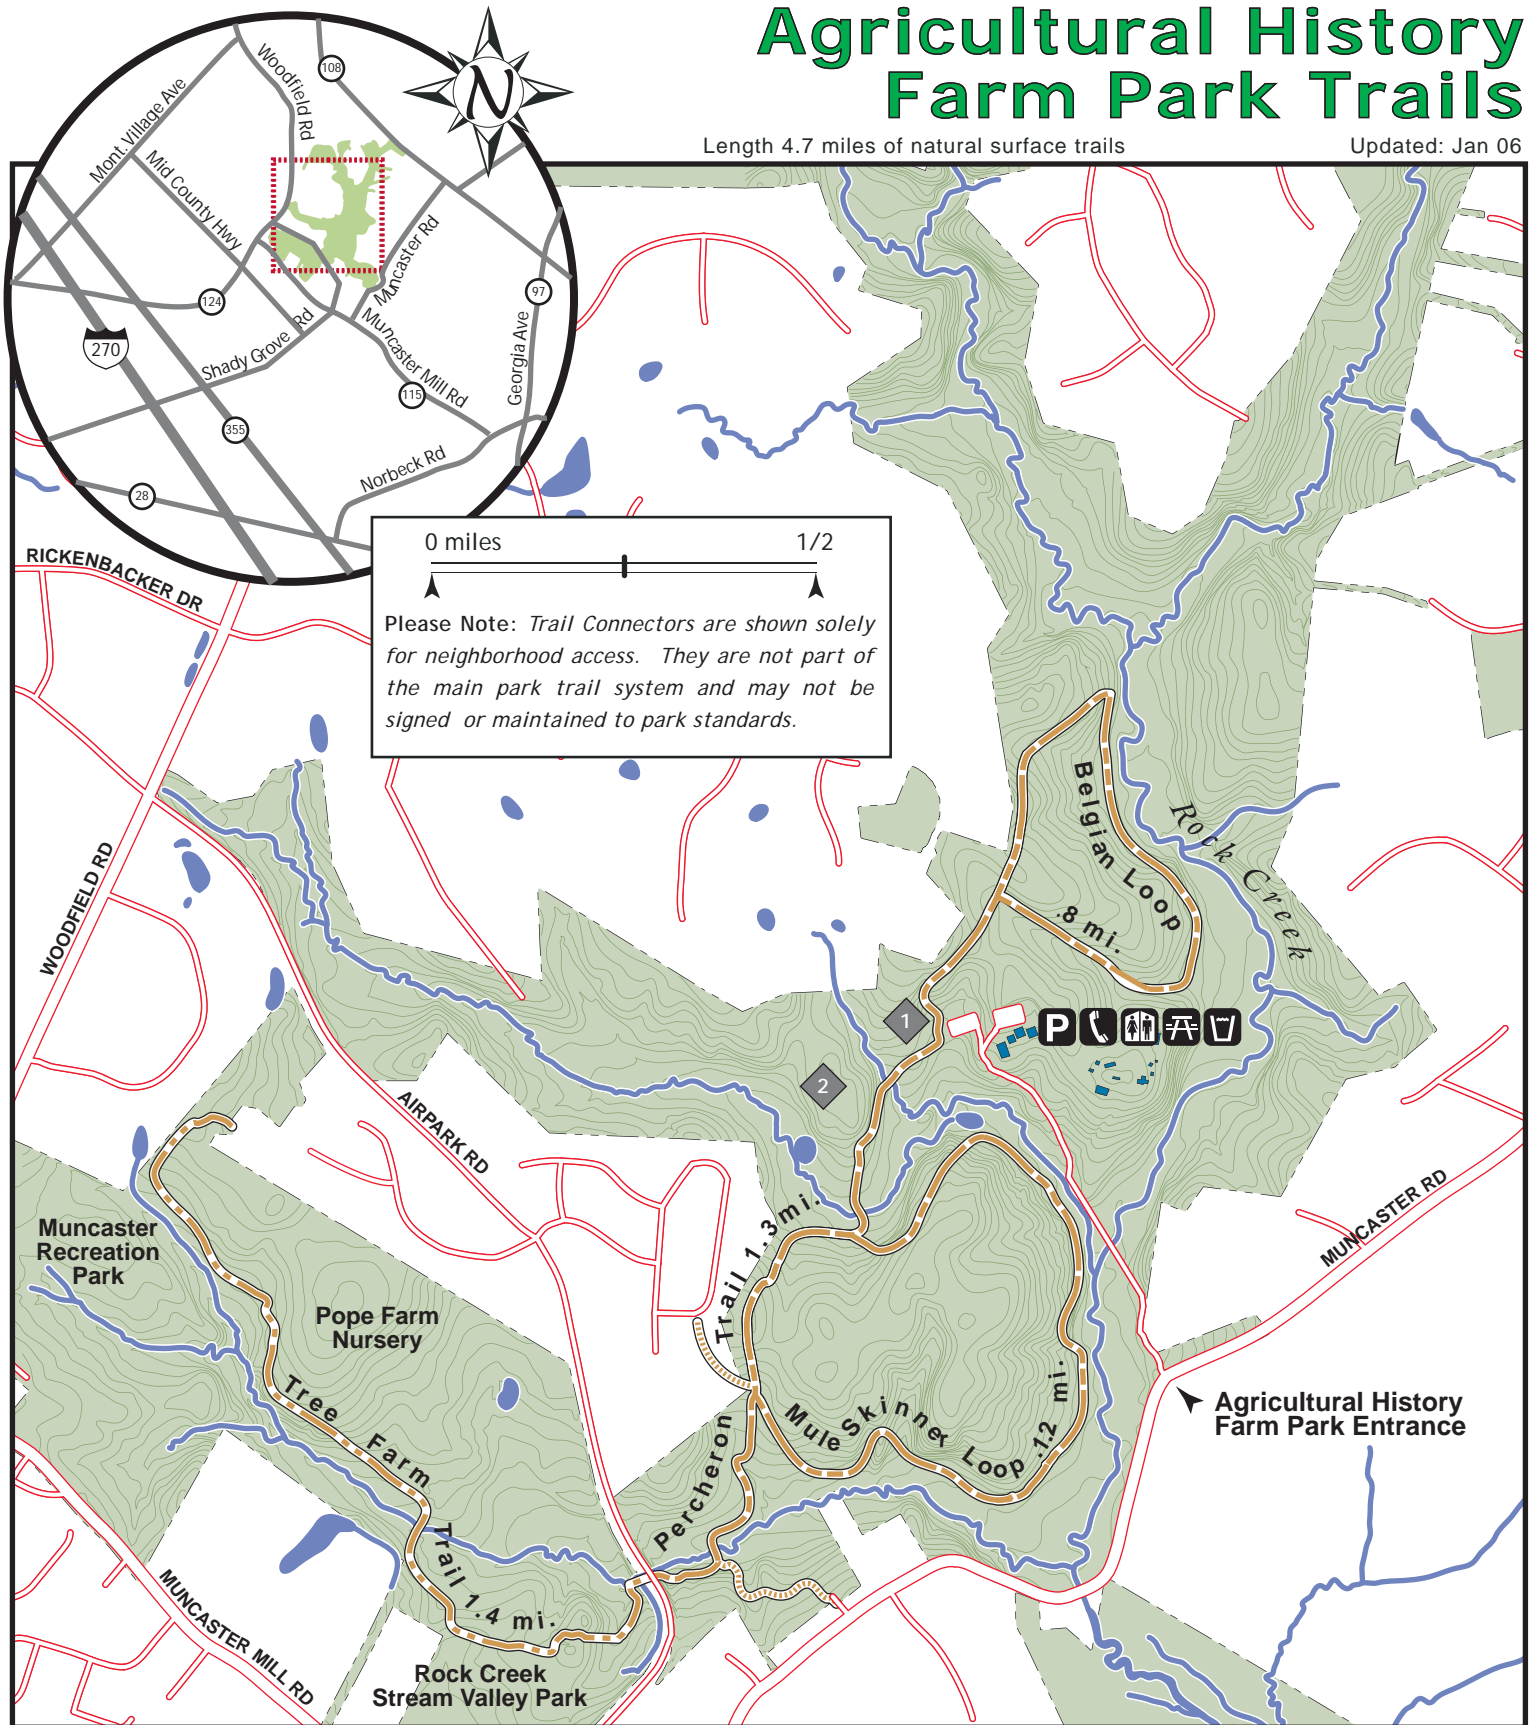 Agricultural History
Farm Park Trails
Length 4.7 miles of natural surface trails
Updated: Jan 06
N
Woodfield Rd
108
Mont. Village Ave
Mid County Hwy
Muncaster Rd
124
97
270
Shady Grove Rd
Muncaster Mill Rd
Georgia Ave
115
355
Norbeck Rd
28
0 miles 1/2
Please Note: Trail Connectors are shown solely
for neighborhood access. They are not part of
the main park trail system and may not be
signed or maintained to park standards.
RICKENBACKER DR
WOODFIELD RD
Belgian Loop
.8 mi.
Rock Creek
1
P
2
AIRPARK RD
MUNCASTER RD
Trail 1.3 mi.
Muncaster
Recreation
Park
Pope Farm
Nursery
Tree Farm
Trail 1.4 mi.
Mule Skinner Loop .12 mi.
Percheron
Agricultural History
Farm Park Entrance
MUNCASTER MILL RD
Rock Creek
Stream Valley Park